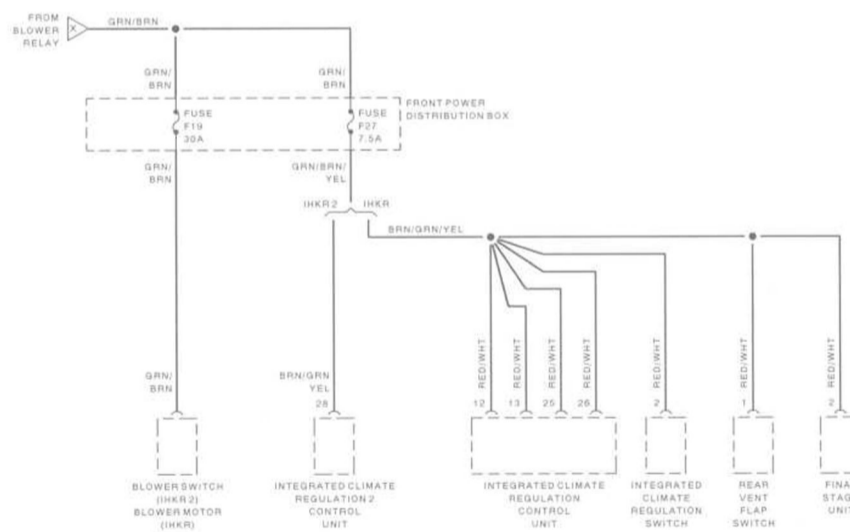 FROM
BLOWER
RELAY
X
GRN/BRN
GRN/
BRN
GRN/
BRN
FUSE
F19
30A
FUSE
F27
7.5A
FRONT POWER
DISTRIBUTION BOX
GRN/
BRN
GRN/BRN/
YEL
IHKR 2 IHKR
BRN/GRN/YEL
GRN/
BRN
BRN/GRN
YEL
28
RED/WHT
RED/WHT
RED/WHT
RED/WHT
RED/WHT
RED/WHT
RED/WHT
12 13 25 26 2 1 2
BLOWER SWITCH
(IHKR 2)
BLOWER MOTOR
(IHKR)
INTEGRATED CLIMATE
REGULATION 2
CONTROL
UNIT
INTEGRATED CLIMATE
REGULATION
CONTROL
UNIT
INTEGRATED
CLIMATE
REGULATION
SWITCH
REAR
VENT
FLAP
SWITCH
FINA
STAG
UNI